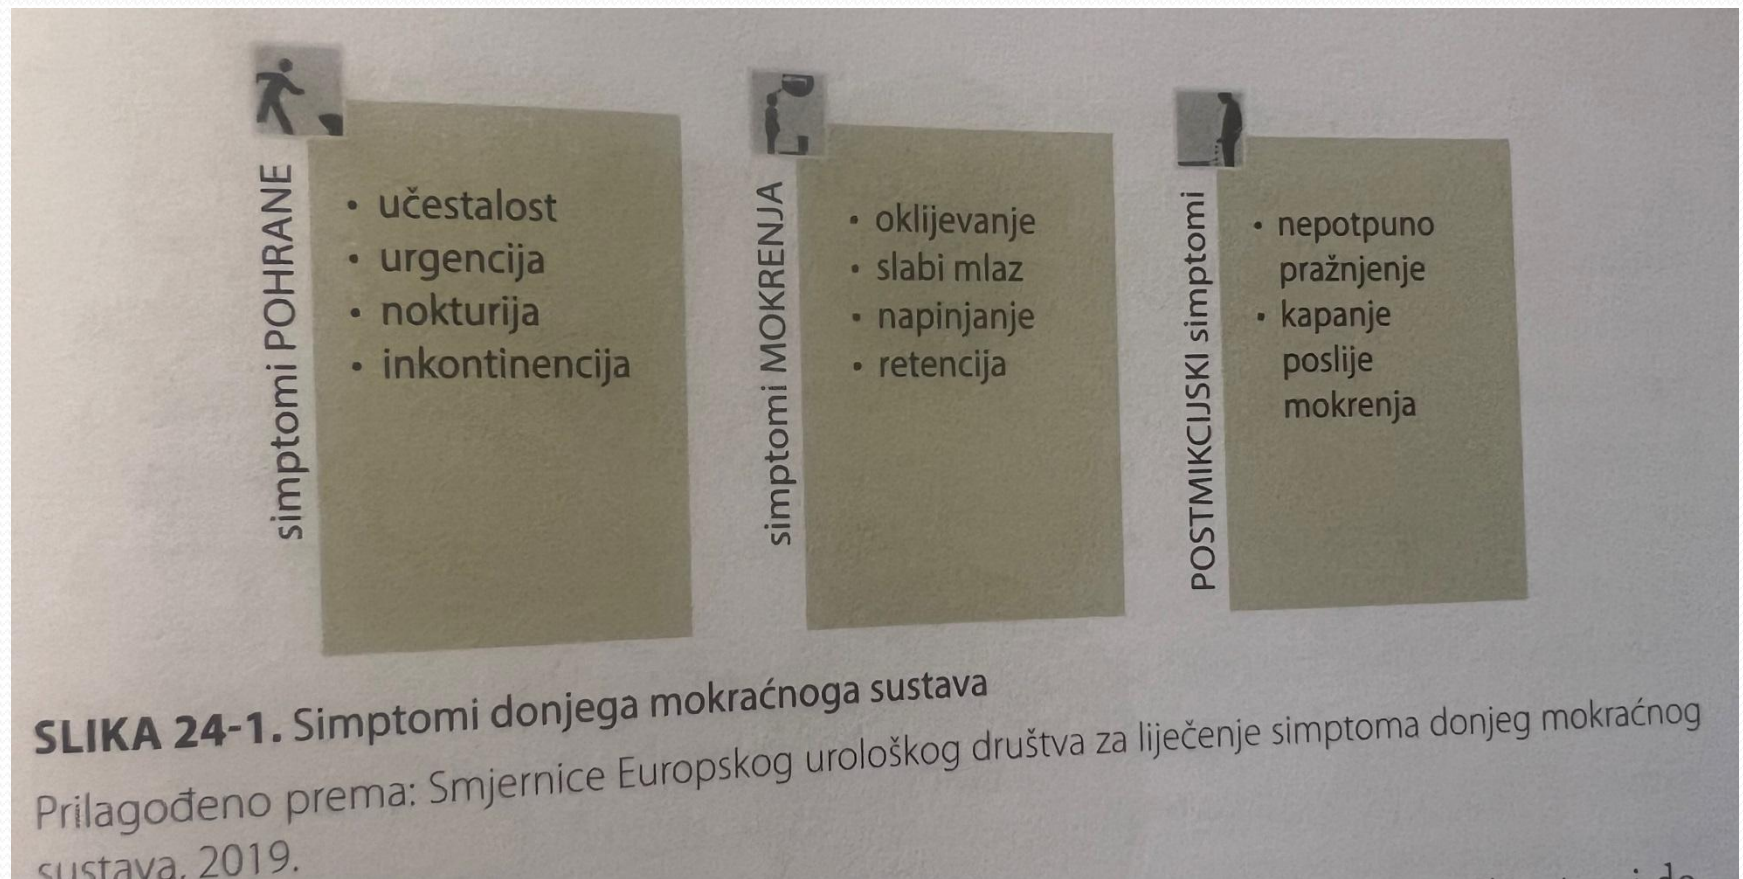 simptomi POHRANE
• učestalost
• urgencija
• nokturija
• inkontinencija
simptomi MOKRENJA
• oklijevanje
• slabi mlaz
• napinjanje
• retencija
POSTMIKCIJSKI simptomi
• nepotpuno
pražnjenje
• kapanje
poslije
mokrenja
SLIKA 24-1. Simptomi donjega mokraćnoga sustava
Prilagođeno prema: Smjernice Europskog urološkog društva za liječenje simptoma donjeg mokraćnog
sustava, 2019.